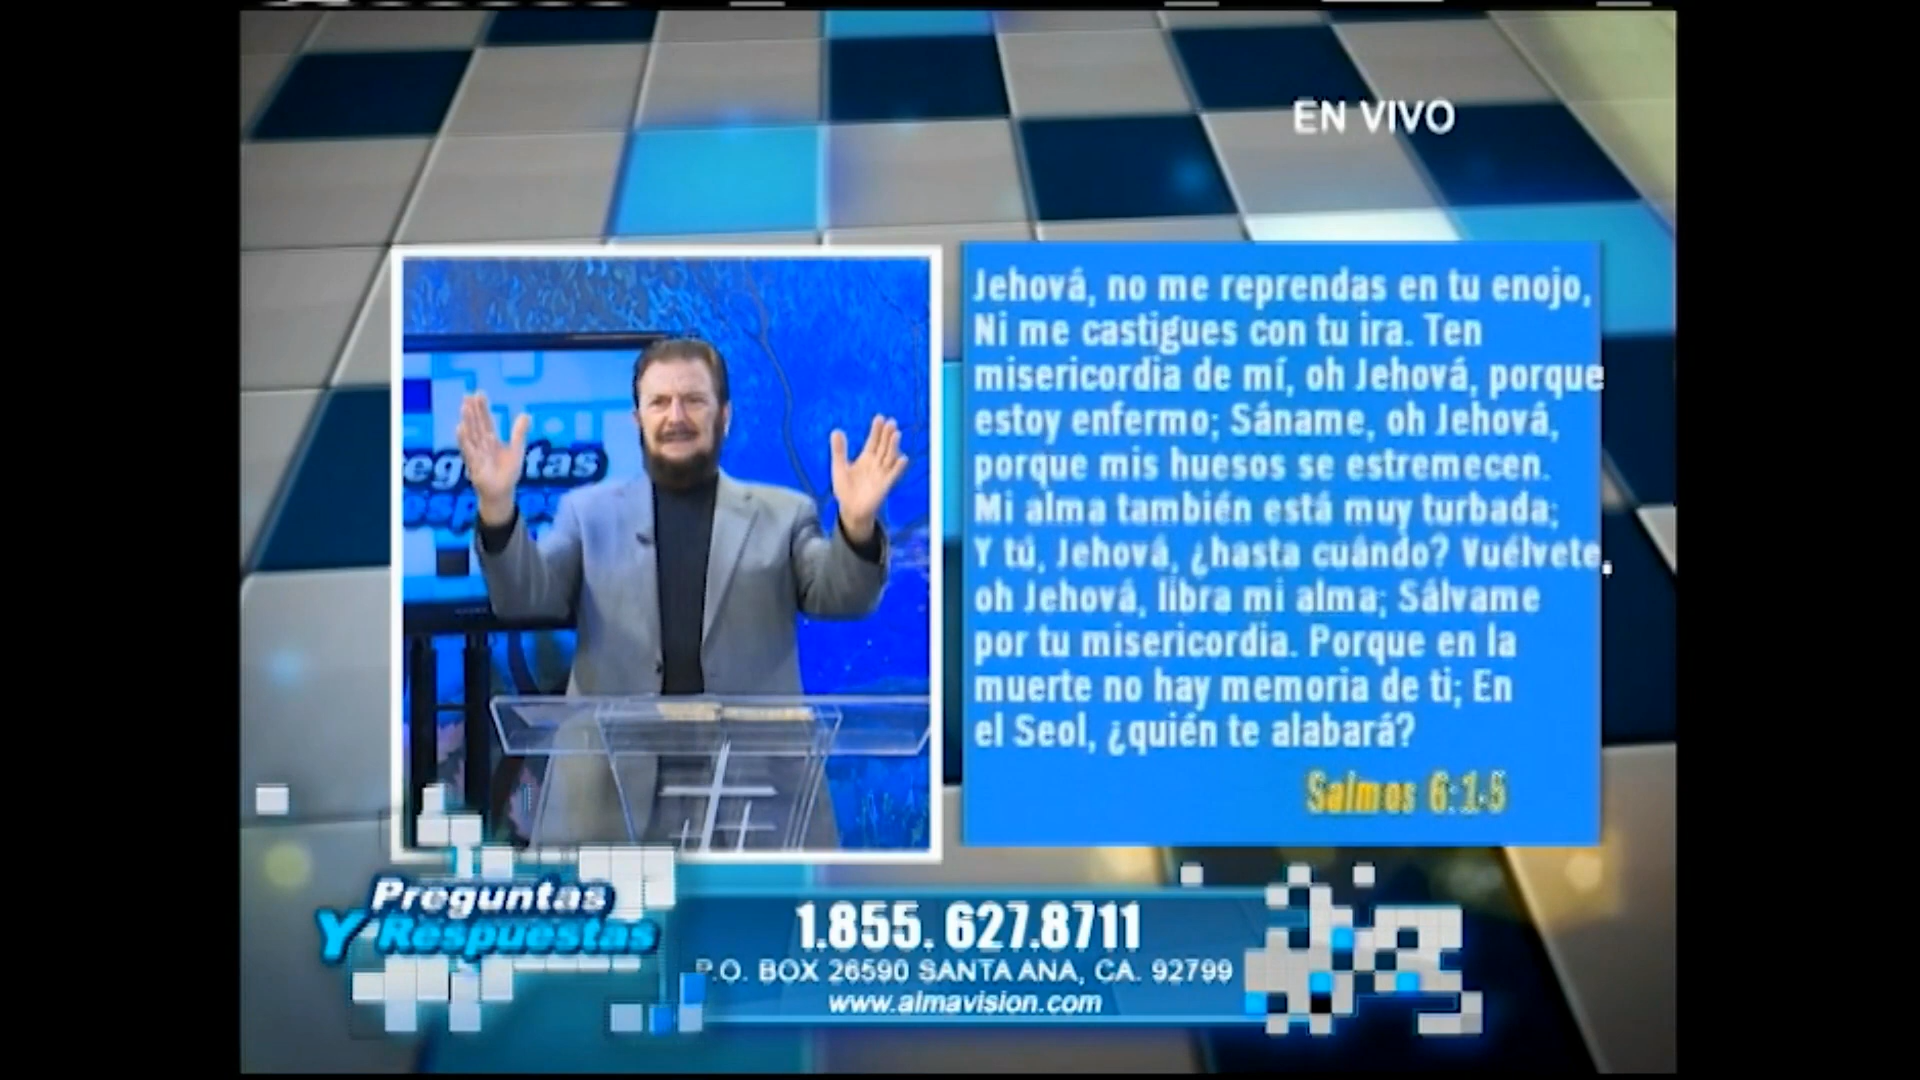 EN VIVO
Jehová, no me reprendas en tu enojo,
Ni me castigues con tu ira. Ten
misericordia de mí, oh Jehová, porque
estoy enfermo; Sáname, oh Jehová,
porque mis huesos se estremecen.
Mi alma también está muy turbada;
Y tú, Jehová, ¿hasta cuándo? Vuélvete,
oh Jehová, libra mi alma; Sálvame
por tu misericordia. Porque en la
muerte no hay memoria de ti; En
el Seol, ¿quién te alabará?
Salmos 6:1-5
Preguntas
Y Respuestas
1.855. 627.8711
P.O. BOX 26590 SANTA ANA, CA. 92799
www.almavision.com